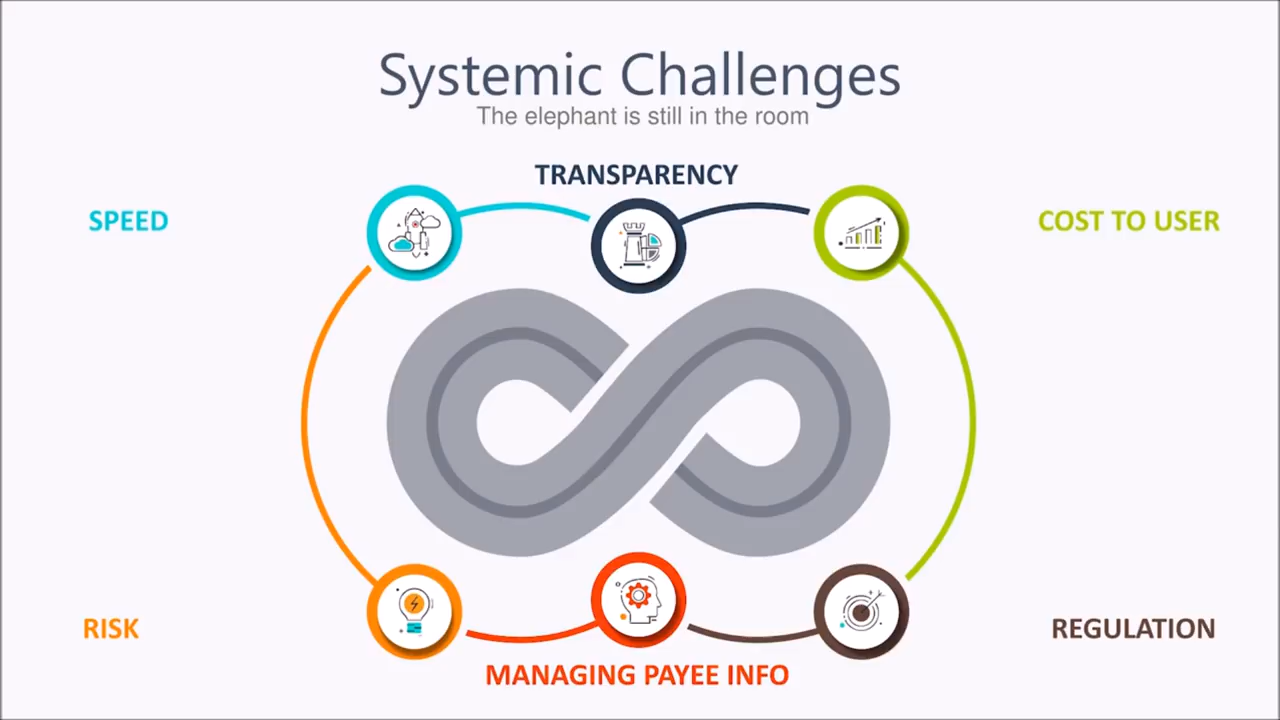 Systemic Challenges
The elephant is still in the room
TRANSPARENCY
SPEED
COST TO USER
RISK
REGULATION
MANAGING PAYEE INFO